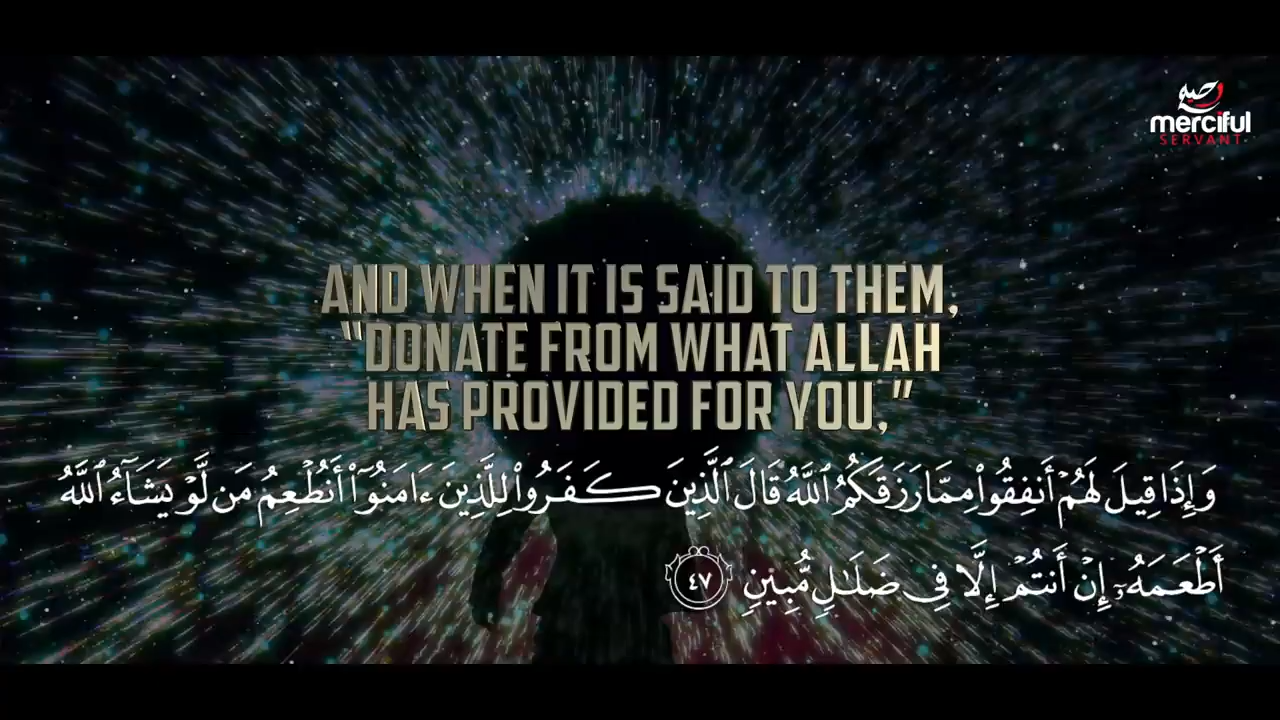 merciful
SERVANT
AND WHEN IT IS SAID TO THEM,
"DONATE FROM WHAT ALLAH
HAS PROVIDED FOR YOU,"
وَإِذَا قِيلَ لَهُمْ أَنفِقُوا۟ مِمَّا رَزَقَكُمُ ٱللَّهُ قَالَ ٱلَّذِينَ كَفَرُوا۟ لِلَّذِينَ ءَامَنُوٓا۟ أَنُطْعِمُ مَن لَّوْ يَشَآءُ ٱللَّهُ
أَطْعَمَهُۥٓ إِنْ أَنتُمْ إِلَّا فِى ضَلَـٰلٍ مُّبِينٍ ٤٧